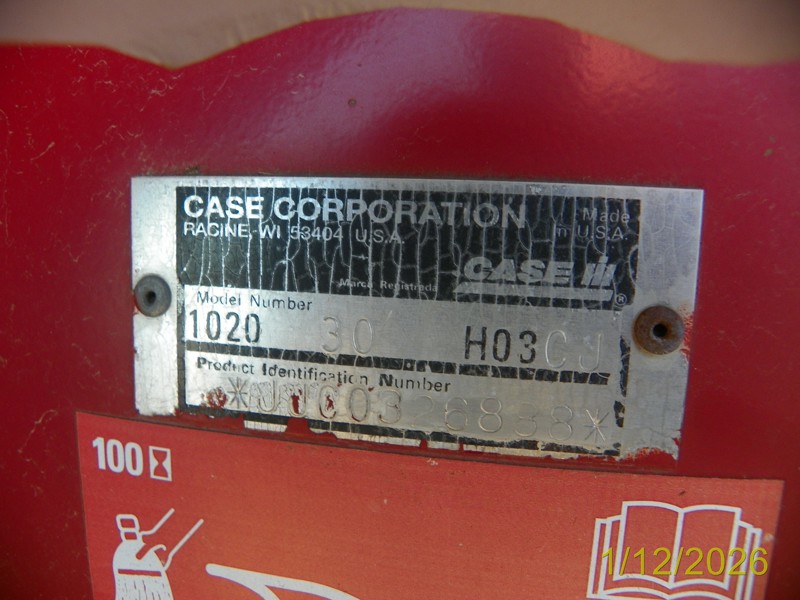 CASE CORPORATION
Made
RACINE, WI 53404 U.S.A.
in U.S.A.
CASE IH
Marca Registrada
®
Model Number
1020 30 H03CJ
Product Identification Number
100
1/12/2026